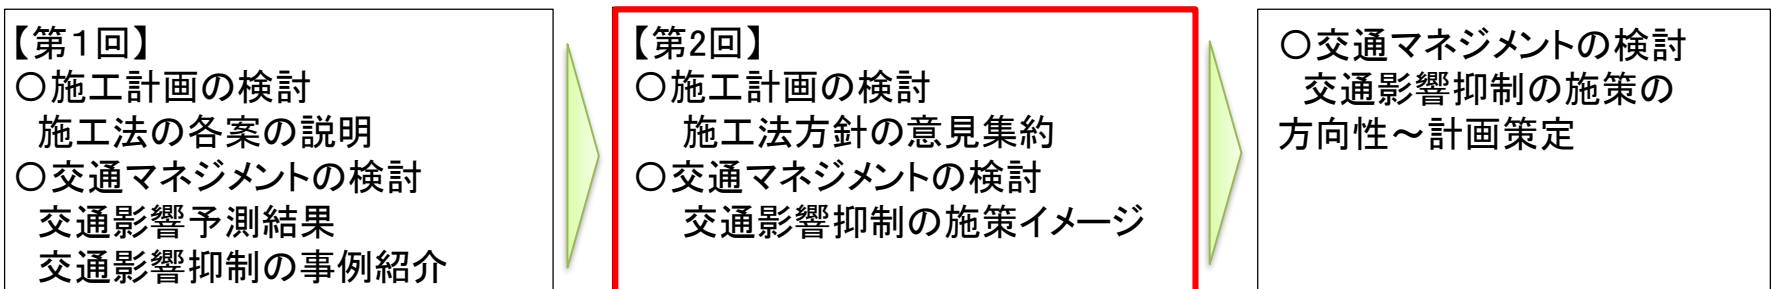 【第１回】
○施工計画の検討
施工法の各案の説明
○交通マネジメントの検討
交通影響予測結果
交通影響抑制の事例紹介
【第2回】
○施工計画の検討
施工法方針の意見集約
○交通マネジメントの検討
交通影響抑制の施策イメージ
○交通マネジメントの検討
交通影響抑制の施策の
方向性～計画策定